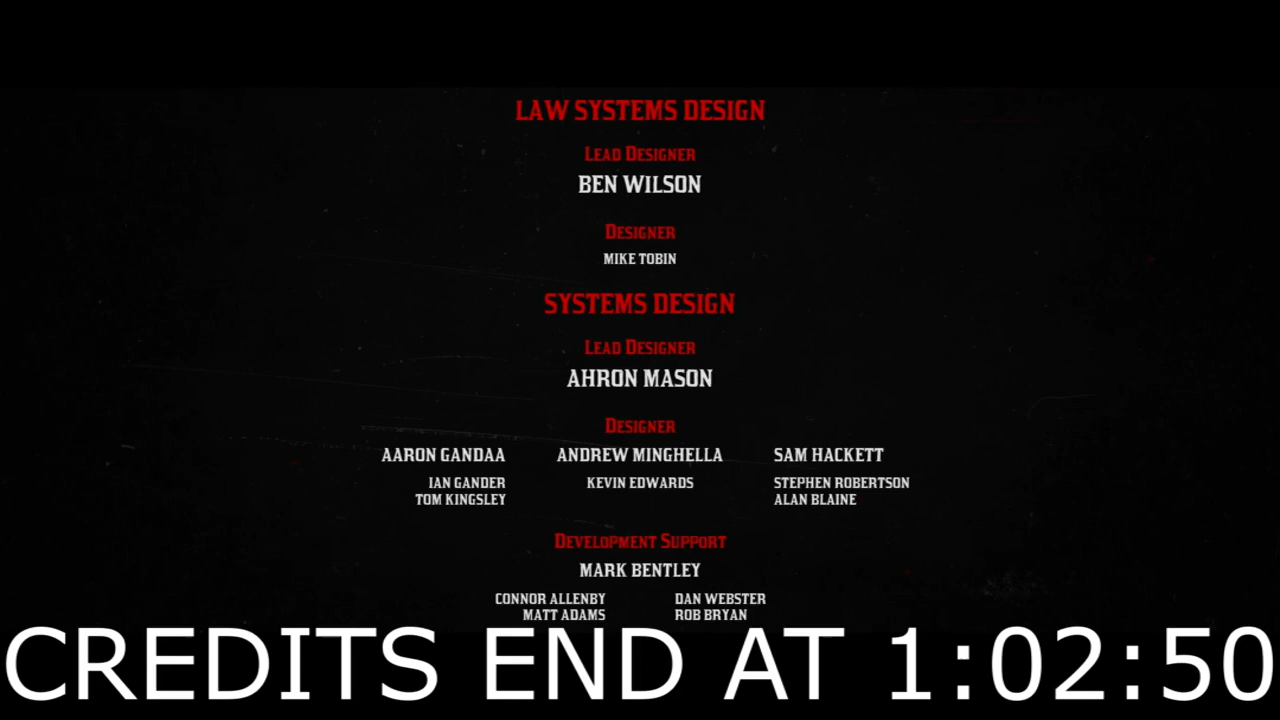 LAW SYSTEMS DESIGN
LEAD DESIGNER
BEN WILSON
DESIGNER
MIKE TOBIN
SYSTEMS DESIGN
LEAD DESIGNER
AHRON MASON
DESIGNER
AARON GANDAA ANDREW MINGHELLA SAM HACKETT
IAN GANDER KEVIN EDWARDS STEPHEN ROBERTSON
TOM KINGSLEY ALAN BLAINE
DEVELOPMENT SUPPORT
MARK BENTLEY
CONNOR ALLENBY DAN WEBSTER
MATT ADAMS ROB BRYAN
CREDITS END AT 1:02:50